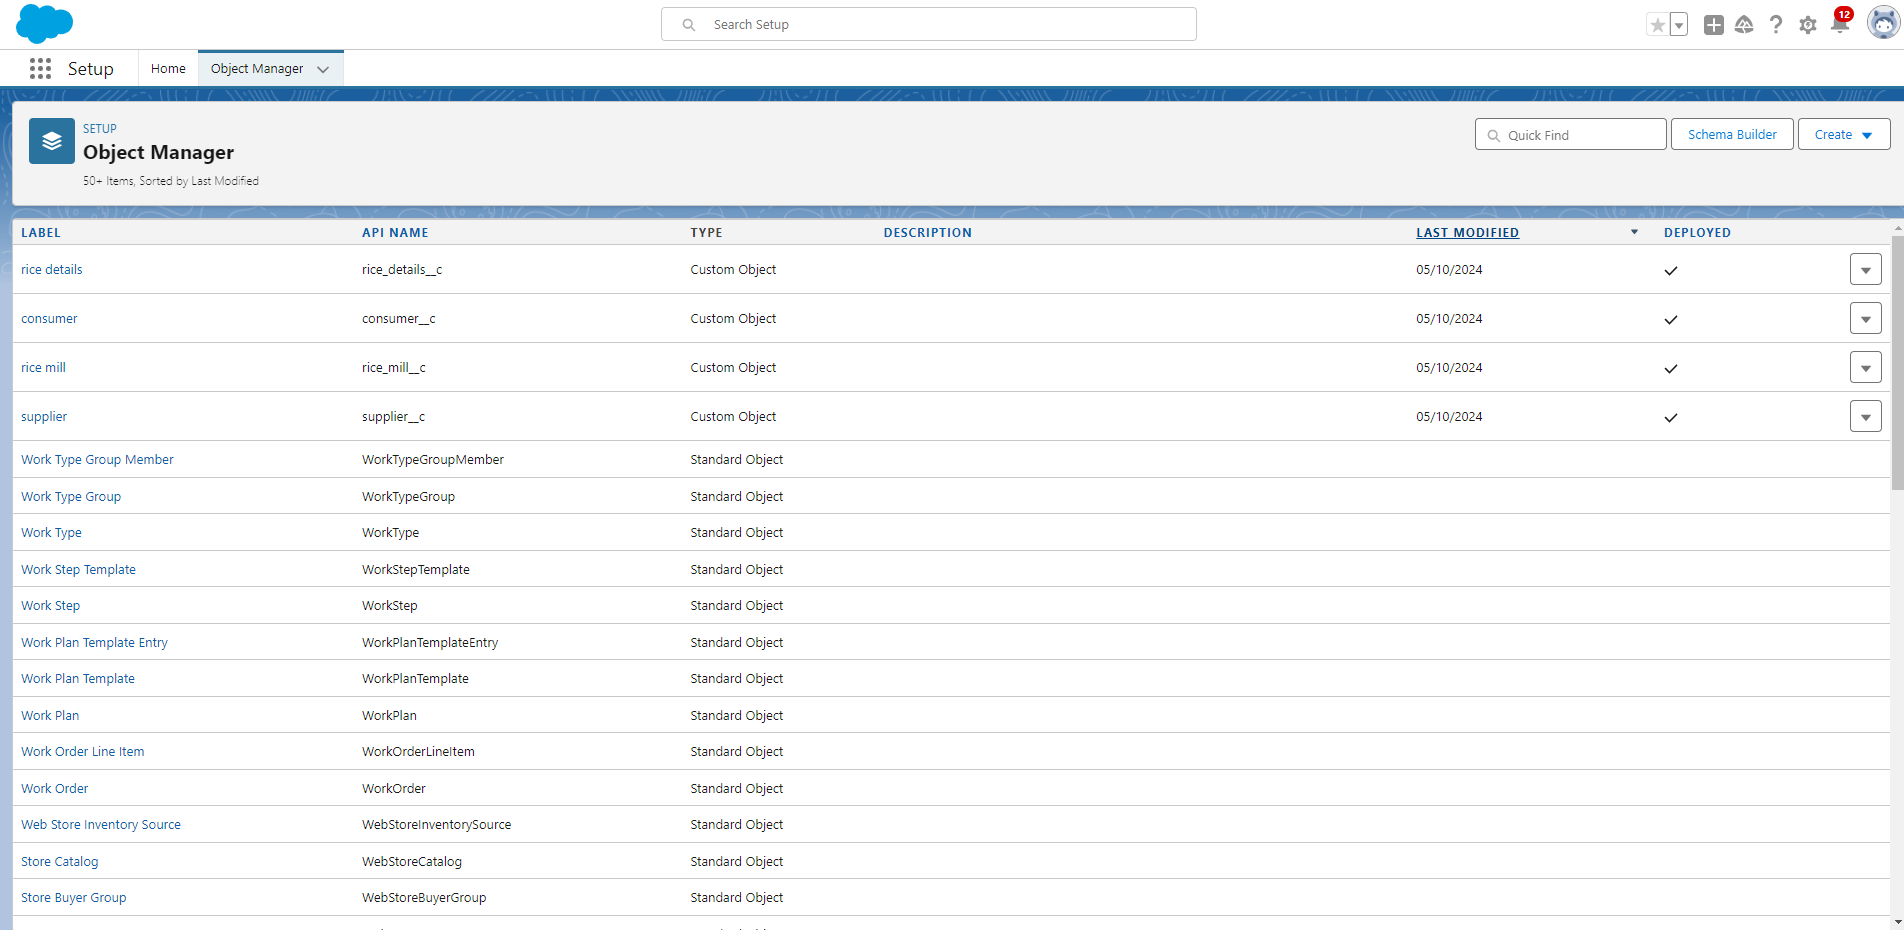 Search Setup
12
Setup Home Object Manager
SETUP
Object Manager
50+ Items, Sorted by Last Modified
Quick Find Schema Builder Create
LABEL API NAME TYPE DESCRIPTION LAST MODIFIED DEPLOYED
rice details rice_details__c Custom Object 05/10/2024
consumer consumer__c Custom Object 05/10/2024
rice mill rice_mill__c Custom Object 05/10/2024
supplier supplier__c Custom Object 05/10/2024
Work Type Group Member WorkTypeGroupMember Standard Object
Work Type Group WorkTypeGroup Standard Object
Work Type WorkType Standard Object
Work Step Template WorkStepTemplate Standard Object
Work Step WorkStep Standard Object
Work Plan Template Entry WorkPlanTemplateEntry Standard Object
Work Plan Template WorkPlanTemplate Standard Object
Work Plan WorkPlan Standard Object
Work Order Line Item WorkOrderLineItem Standard Object
Work Order WorkOrder Standard Object
Web Store Inventory Source WebStoreInventorySource Standard Object
Store Catalog WebStoreCatalog Standard Object
Store Buyer Group WebStoreBuyerGroup Standard Object